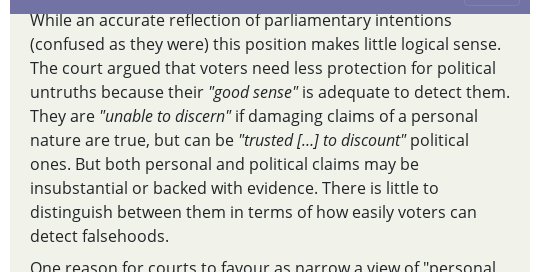 While an accurate reflection of parliamentary intentions
(confused as they were) this position makes little logical sense.
The court argued that voters need less protection for political
untruths because their "good sense" is adequate to detect them.
They are "unable to discern" if damaging claims of a personal
nature are true, but can be "trusted [...] to discount" political
ones. But both personal and political claims may be
insubstantial or backed with evidence. There is little to
distinguish between them in terms of how easily voters can
detect falsehoods.
One reason for courts to favour as narrow a view of "personal